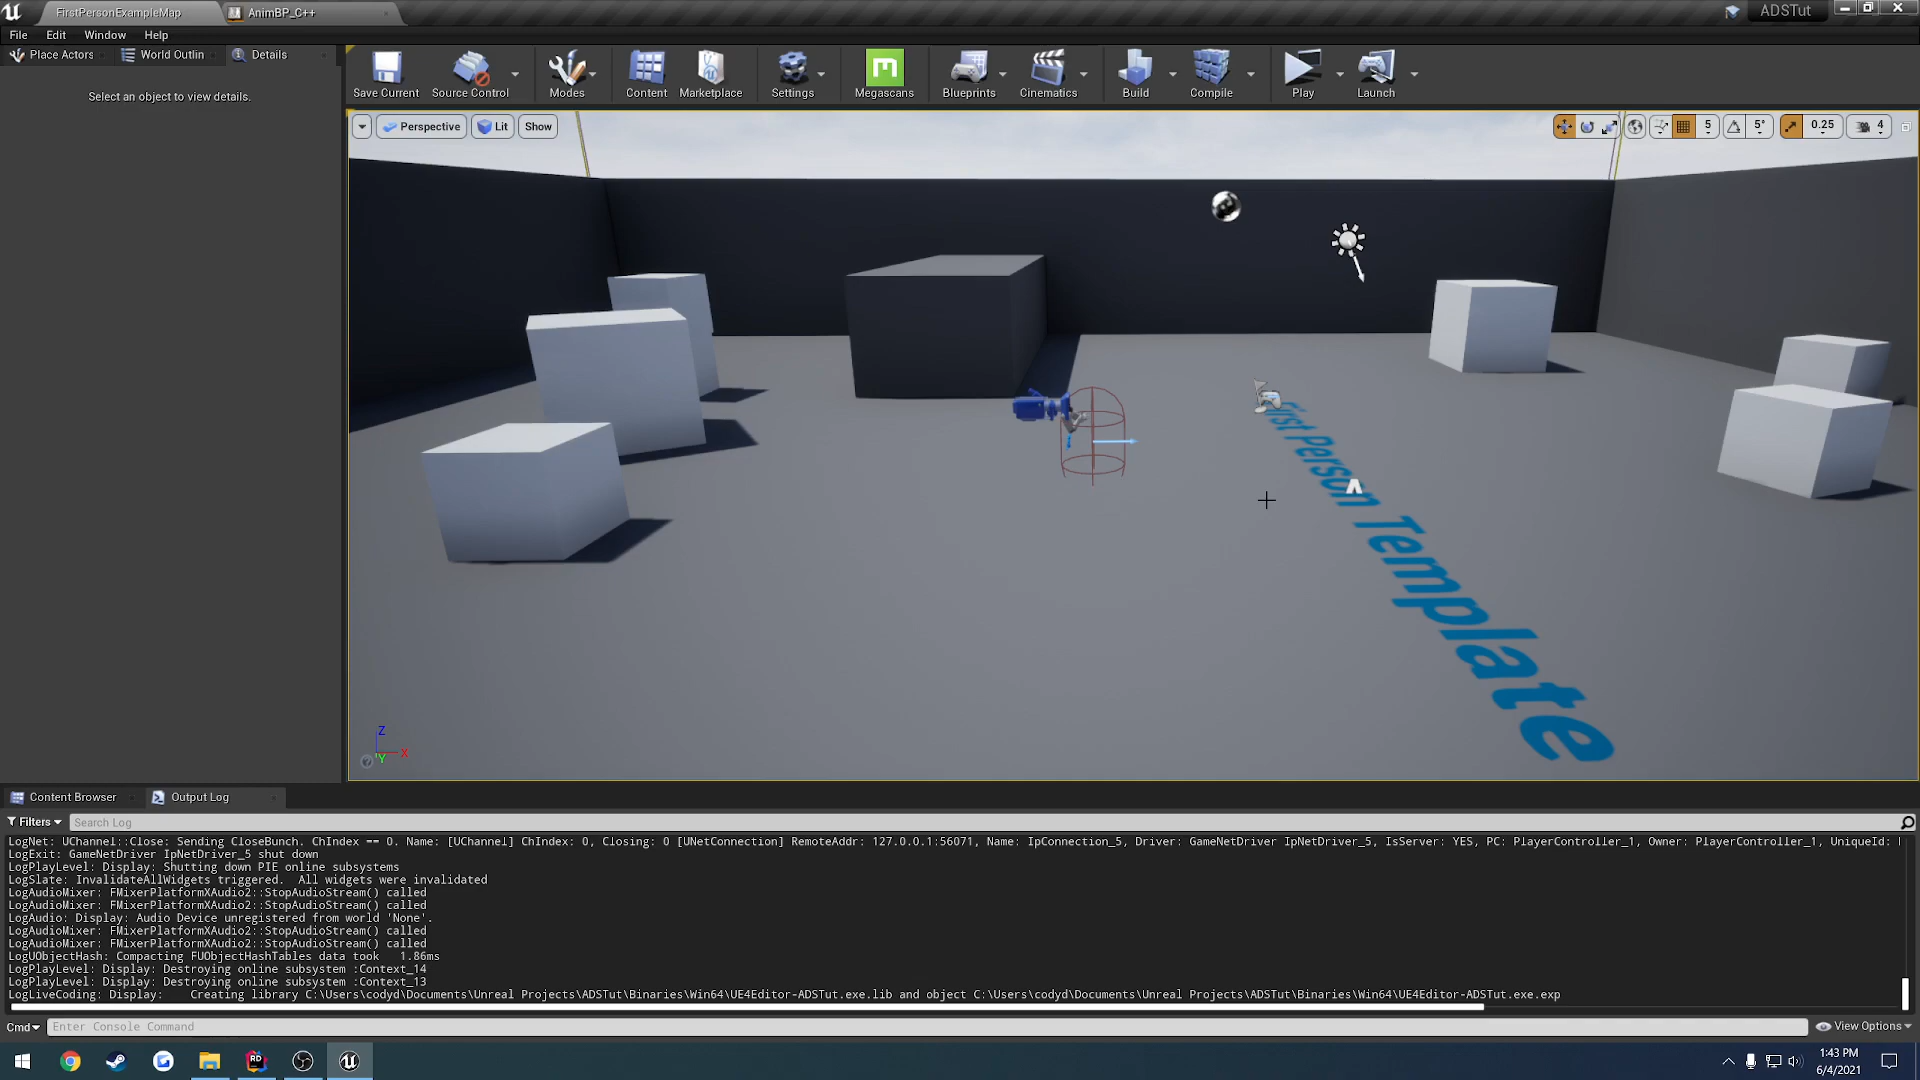 FirstPersonExampleMap
AnimBP_C++
ADSTut
File Edit Window Help
Place Actors World Outlin Details
Select an object to view details.
Save Current
Source Control
Modes
Content
Marketplace
Settings
Megascans
Blueprints
Cinematics
Build
Compile
Play
Launch
Perspective Lit Show
5 5° 0.25 4
First Person Template
Z
X
Y
Content Browser
Output Log
Filters
Search Log
LogNet: UChannel::Close: Sending CloseBunch. ChIndex == 0. Name: [UChannel] ChIndex: 0, Closing: 0 [UNetConnection] RemoteAddr: 127.0.0.1:56071, Name: IpConnection_5, Driver: GameNetDriver IpNetDriver_5, IsServer: YES, PC: PlayerController_1, Owner: PlayerController_1, UniqueId:
LogExit: GameNetDriver IpNetDriver_5 shut down
LogPlayLevel: Display: Shutting down PIE online subsystems
LogSlate: InvalidateAllWidgets triggered.  All widgets were invalidated
LogAudioMixer: FMixerPlatformXAudio2::StopAudioStream() called
LogAudioMixer: FMixerPlatformXAudio2::StopAudioStream() called
LogAudio: Display: Audio Device unregistered from world 'None'.
LogAudioMixer: FMixerPlatformXAudio2::StopAudioStream() called
LogAudioMixer: FMixerPlatformXAudio2::StopAudioStream() called
LogUObjectHash: Compacting FUObjectHashTables data took   1.86ms
LogPlayLevel: Display: Destroying online subsystem :Context_14
LogPlayLevel: Display: Destroying online subsystem :Context_13
LogLiveCoding: Display:    Creating library C:\Users\codyd\Documents\Unreal Projects\ADSTut\Binaries\Win64\UE4Editor-ADSTut.exe.lib and object C:\Users\codyd\Documents\Unreal Projects\ADSTut\Binaries\Win64\UE4Editor-ADSTut.exe.exp
Cmd
Enter Console Command
View Options
RD
1:43 PM
6/4/2021